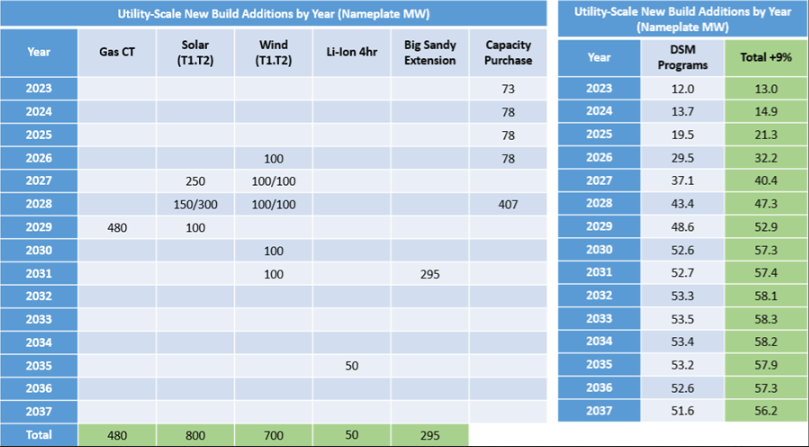 Utility-Scale New Build Additions by Year (Nameplate MW)
Year Gas CT Solar (T1.T2) Wind (T1.T2) Li-Ion 4hr Big Sandy Extension Capacity Purchase
2023 73
2024 78
2025 78
2026 100 78
2027 250 100/100
2028 150/300 100/100 407
2029 480 100
2030 100
2031 100 295
2032
2033
2034
2035 50
2036
2037
Total 480 800 700 50 295
Utility-Scale New Build Additions by Year
(Nameplate MW)
Year DSM Programs Total +9%
2023 12.0 13.0
2024 13.7 14.9
2025 19.5 21.3
2026 29.5 32.2
2027 37.1 40.4
2028 43.4 47.3
2029 48.6 52.9
2030 52.6 57.3
2031 52.7 57.4
2032 53.3 58.1
2033 53.5 58.3
2034 53.4 58.2
2035 53.2 57.9
2036 52.6 57.3
2037 51.6 56.2